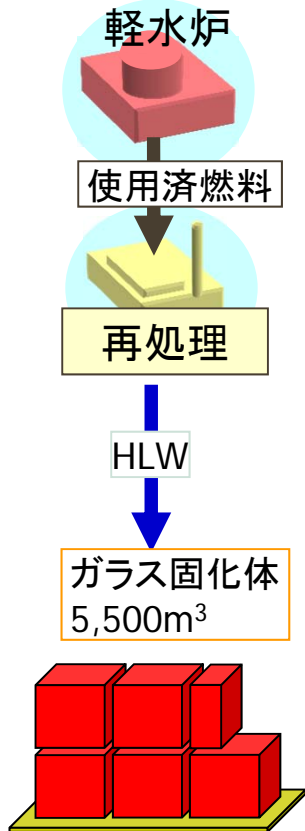 軽水炉
使用済燃料
再処理
HLW
ガラス固化体
5,500m³